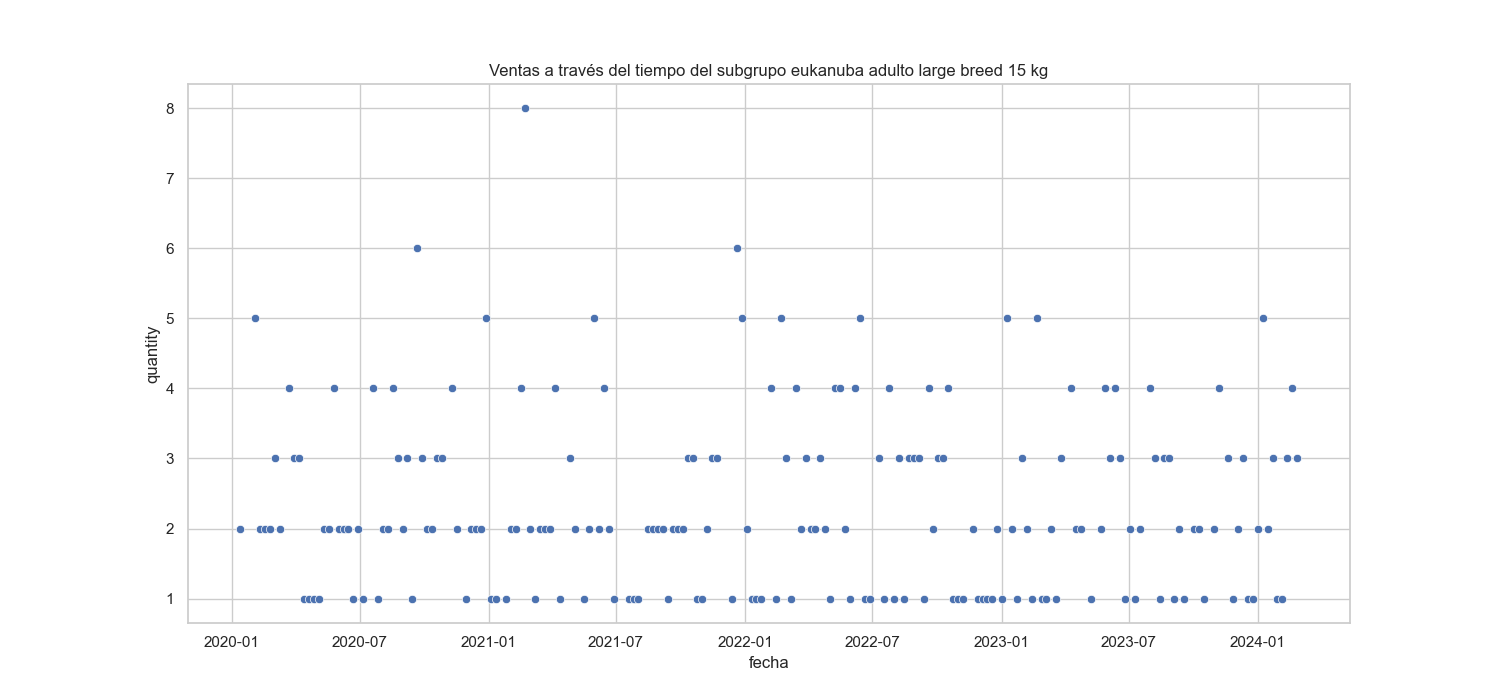 Ventas a través del tiempo del subgrupo eukanuba adulto large breed 15 kg
8
7
6
5
4
3
2
1
quantity
2020-01 2020-07 2021-01 2021-07 2022-01 2022-07 2023-01 2023-07 2024-01
fecha